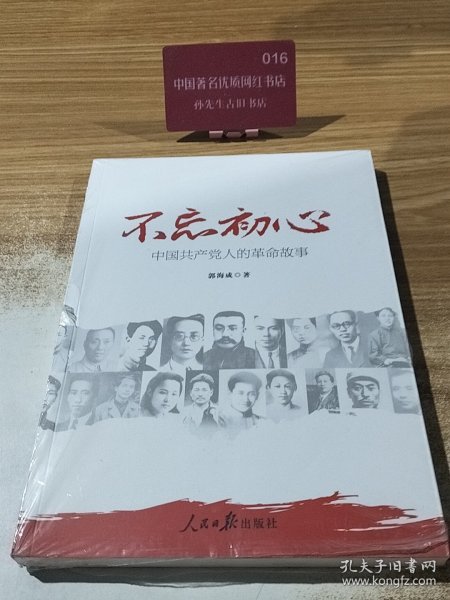 016
中国著名优质网红书店
孙先生古旧书店
不忘初心
中国共产党人的革命故事
郭海成◎著
人民日报出版社
孔夫子旧书网
www.kongfz.com